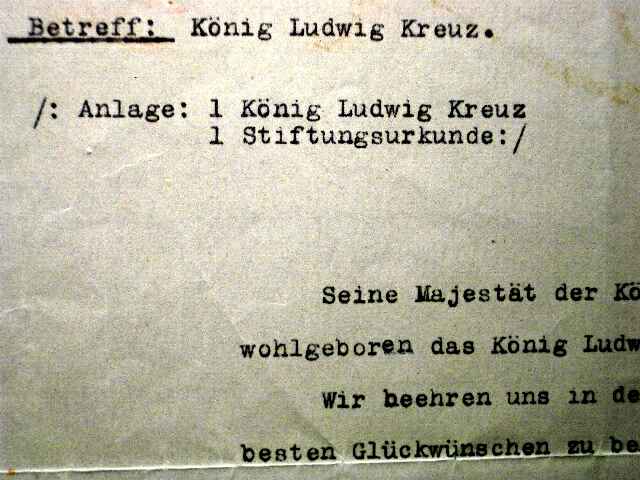 Betreff: König Ludwig Kreuz.
/: Anlage: 1 König Ludwig Kreuz
1 Stiftungsurkunde:/
Seine Majestät der Kö
wohlgeboren das König Ludw
Wir beehren uns in de
besten Glückwünschen zu be